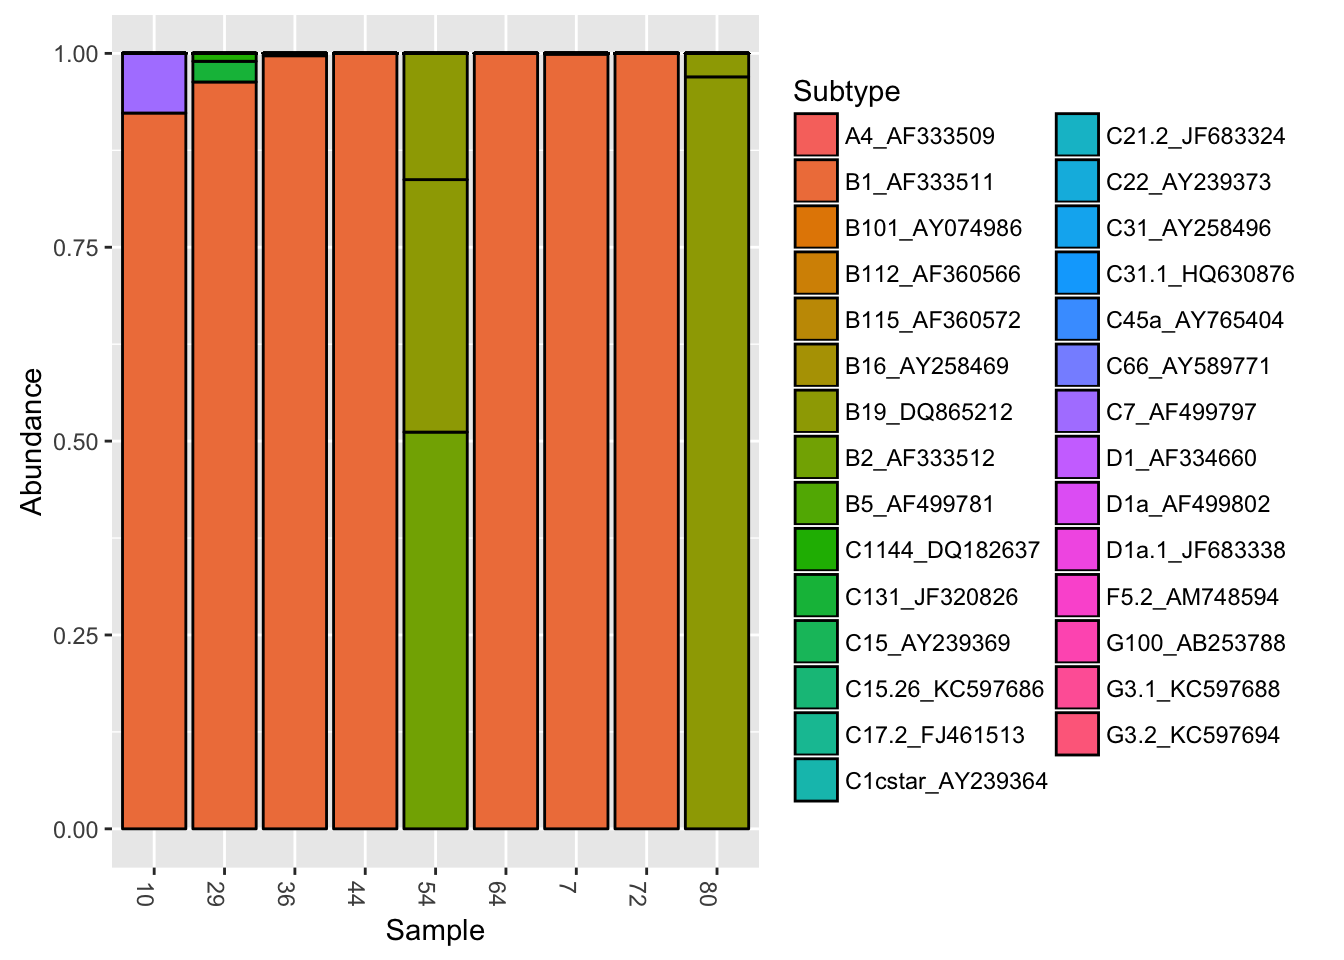 1.00
0.75
0.50
0.25
0.00
Abundance
10
29
36
44
54
64
7
72
80
Sample
Subtype
A4_AF333509
B1_AF333511
B101_AY074986
B112_AF360566
B115_AF360572
B16_AY258469
B19_DQ865212
B2_AF333512
B5_AF499781
C1144_DQ182637
C131_JF320826
C15_AY239369
C15.26_KC597686
C17.2_FJ461513
C1cstar_AY239364
C21.2_JF683324
C22_AY239373
C31_AY258496
C31.1_HQ630876
C45a_AY765404
C66_AY589771
C7_AF499797
D1_AF334660
D1a_AF499802
D1a.1_JF683338
F5.2_AM748594
G100_AB253788
G3.1_KC597688
G3.2_KC597694